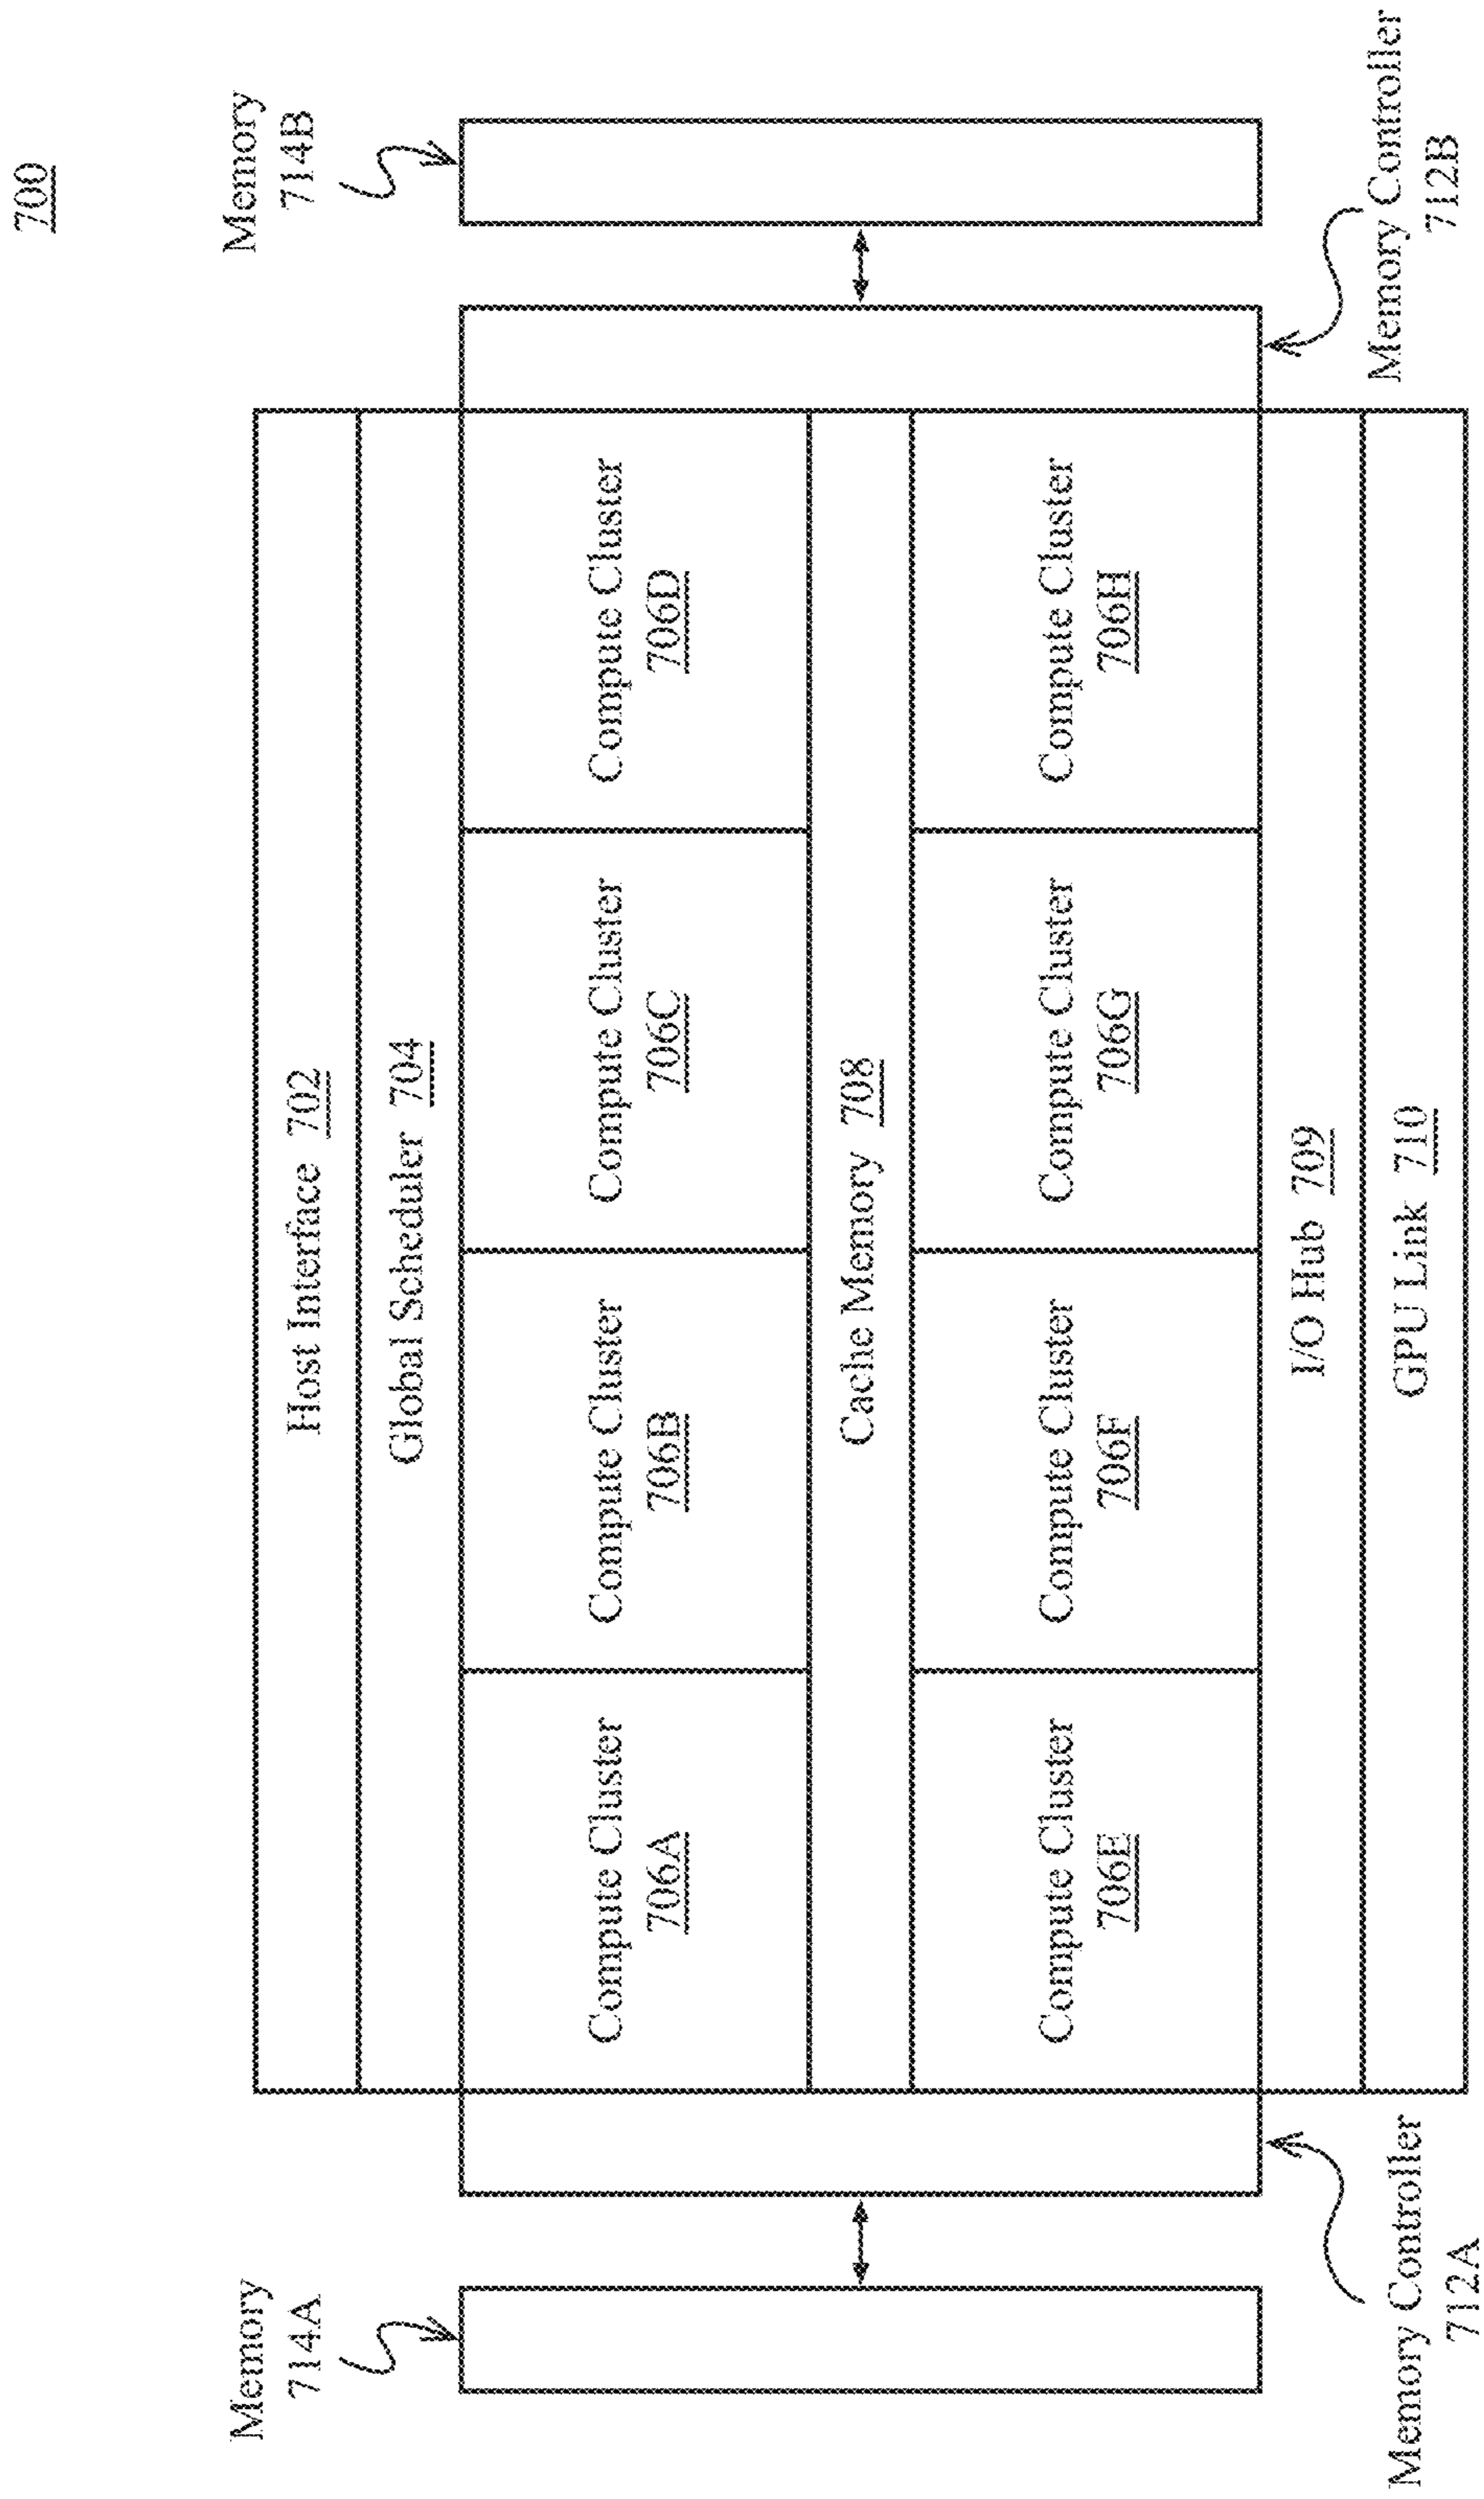 700
Memory
714A
Memory
714B
Host Interface 702
Global Scheduler 704
Compute Cluster
706A
Compute Cluster
706B
Compute Cluster
706C
Compute Cluster
706D
Cache Memory 708
Compute Cluster
706E
Compute Cluster
706F
Compute Cluster
706G
Compute Cluster
706H
I/O Hub 709
GPU Link 710
Memory Controller
712A
Memory Controller
712B